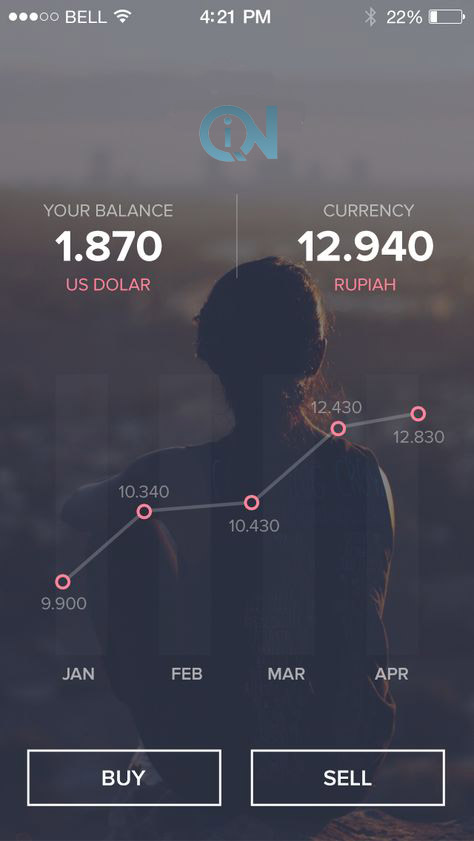 BELL 4:21 PM 22%
iQN
YOUR BALANCE
1.870
US DOLAR
CURRENCY
12.940
RUPIAH
12.430
12.830
10.340
10.430
9.900
JAN FEB MAR APR
BUY SELL